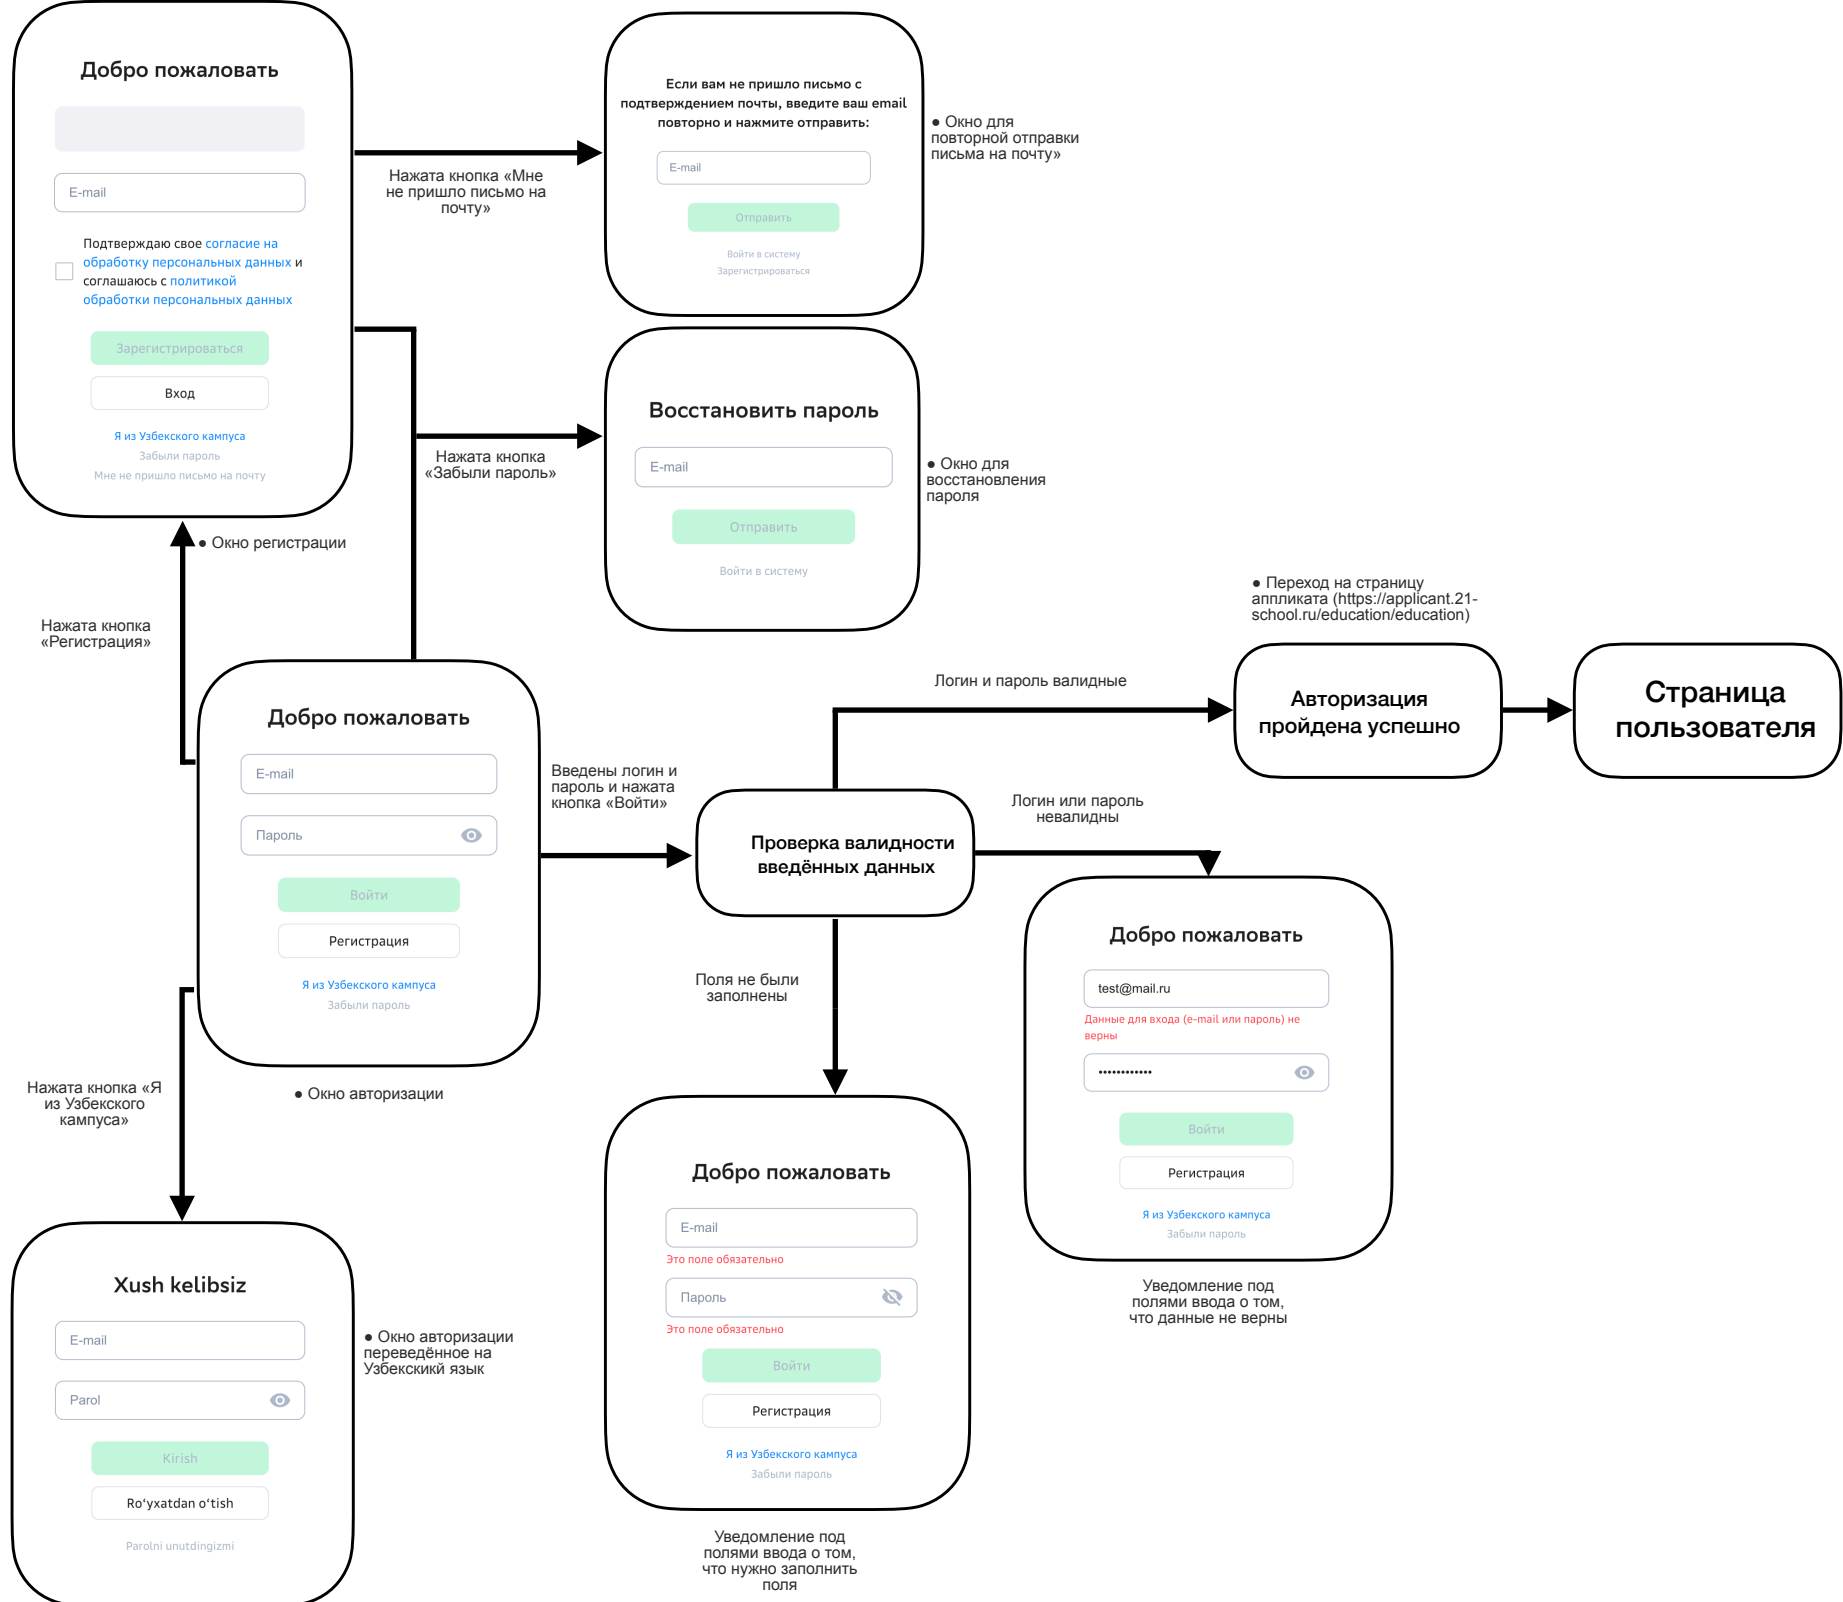 Добро пожаловать
E-mail
Подтверждаю свое согласие на
обработку персональных данных и
соглашаюсь с политикой
обработки персональных данных
Зарегистрироваться
Вход
Я из Узбекского кампуса
Забыли пароль
Мне не пришло письмо на почту
● Окно регистрации
Нажата кнопка «Мне
не пришло письмо на
почту»
Если вам не пришло письмо с
подтверждением почты, введите ваш email
повторно и нажмите отправить:
E-mail
Отправить
Войти в систему
Зарегистрироваться
● Окно для
повторной отправки
письма на почту»
Нажата кнопка
«Забыли пароль»
Восстановить пароль
E-mail
Отправить
Войти в систему
● Окно для
восстановления
пароля
Нажата кнопка
«Регистрация»
Добро пожаловать
E-mail
Пароль
Войти
Регистрация
Я из Узбекского кампуса
Забыли пароль
● Окно авторизации
Введены логин и
пароль и нажата
кнопка «Войти»
Проверка валидности
введённых данных
Логин и пароль валидные
● Переход на страницу
аппликата (https://applicant.21-
school.ru/education/education)
Авторизация
пройдена успешно
Страница
пользователя
Логин или пароль
невалидны
Добро пожаловать
test@mail.ru
Данные для входа (e-mail или пароль) не
верны
••••••••••••
Войти
Регистрация
Я из Узбекского кампуса
Забыли пароль
Уведомление под
полями ввода о том,
что данные не верны
Поля не были
заполнены
Добро пожаловать
E-mail
Это поле обязательно
Пароль
Это поле обязательно
Войти
Регистрация
Я из Узбекского кампуса
Забыли пароль
Уведомление под
полями ввода о том,
что нужно заполнить
поля
Нажата кнопка «Я
из Узбекского
кампуса»
Xush kelibsiz
E-mail
Parol
Kirish
Ro‘yxatdan o‘tish
Parolni unutdingizmi
● Окно авторизации
переведённое на
Узбекскикй язык